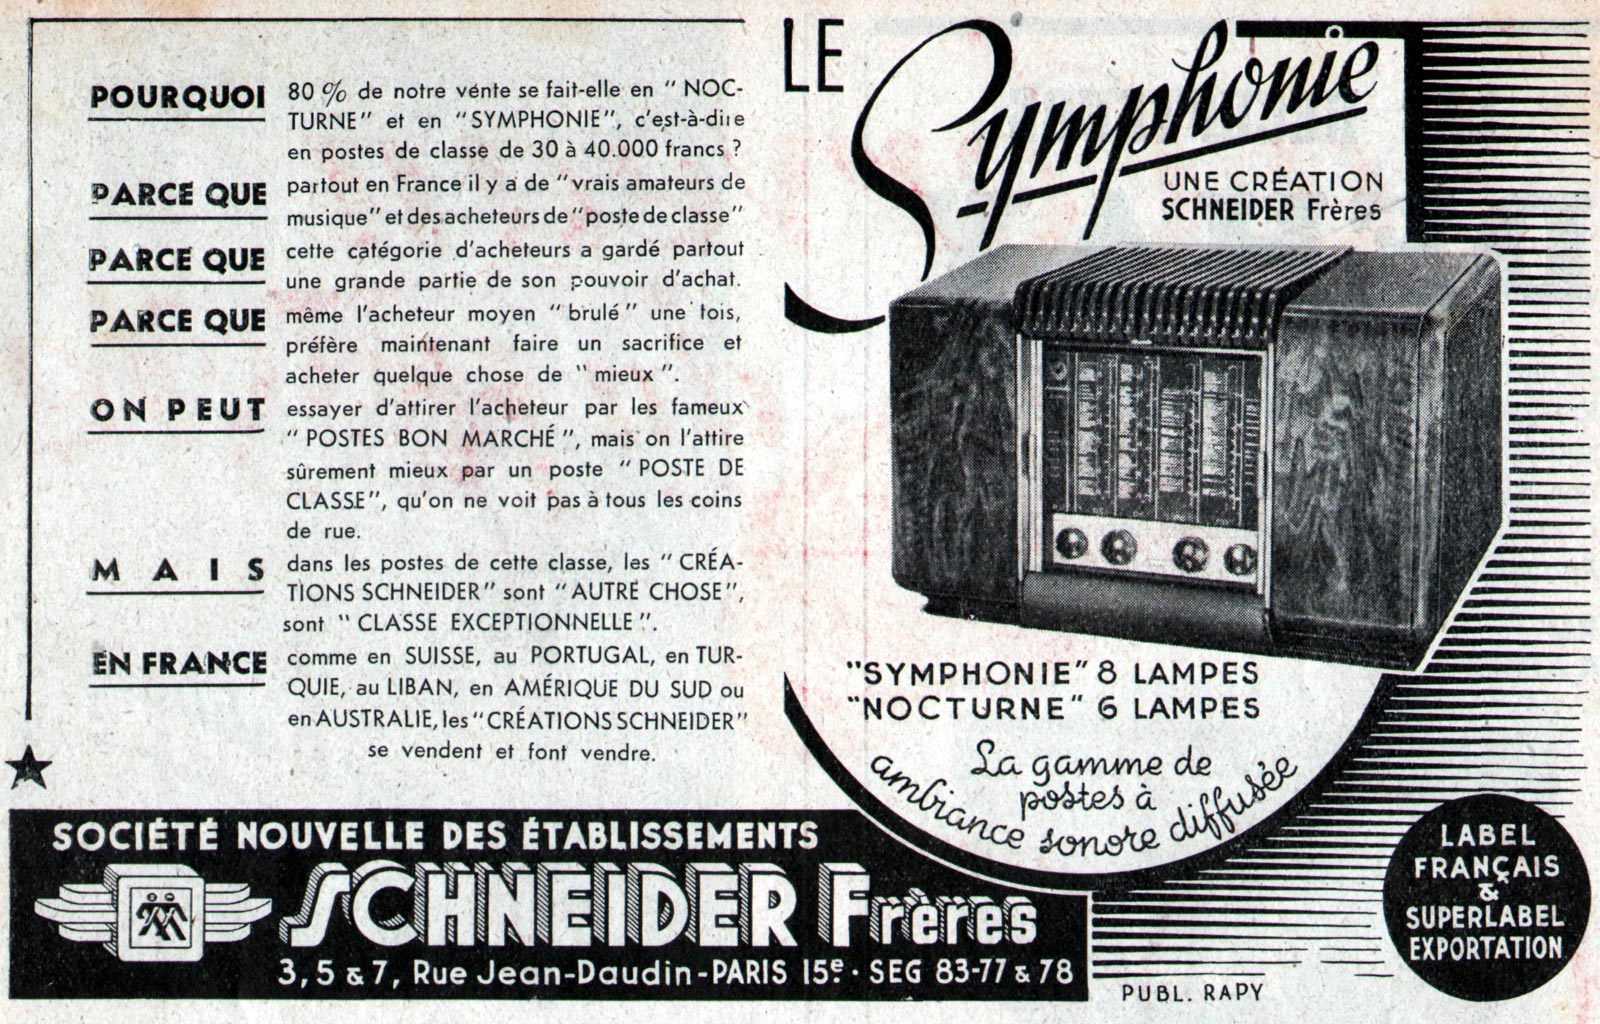 POURQUOI 80 % de notre vente se fait-elle en " NOC-
TURNE" et en "SYMPHONIE", c'est-à-die
en postes de classe de 30 à 40.000 francs ?
PARCE QUE partout en France il y a de "vrais amateurs de
musique" et des acheteurs de "poste de classe"
PARCE QUE cette catégorie d'acheteurs a gardé partout
une grande partie de son pouvoir d'achat.
PARCE QUE même l'acheteur moyen "brulé" une fois,
préfère maintenant faire un sacrifice et
acheter quelque chose de "mieux".
ON PEUT essayer d'attirer l'acheteur par les fameux
"POSTES BON MARCHÉ", mais on l'attire
sûrement mieux par un poste "POSTE DE
CLASSE", qu'on ne voit pas à tous les coins
de rue.
MAIS dans les postes de cette classe, les "CRÉA-
TIONS SCHNEIDER" sont "AUTRE CHOSE",
sont "CLASSE EXCEPTIONNELLE".
EN FRANCE comme en SUISSE, au PORTUGAL, en TUR-
QUIE, au LIBAN, en AMÉRIQUE DU SUD ou
en AUSTRALIE, les "CRÉATIONS SCHNEIDER"
se vendent et font vendre.
LE Symphonie
UNE CRÉATION
SCHNEIDER Frères
"SYMPHONIE" 8 LAMPES
"NOCTURNE" 6 LAMPES
La gamme de
postes à
ambiance sonore diffusée
SOCIÉTÉ NOUVELLE DES ÉTABLISSEMENTS
SCHNEIDER Frères
3, 5 & 7, Rue Jean-Daudin - PARIS 15e · SEG 83-77 & 78
LABEL
FRANÇAIS
&
SUPERLABEL
EXPORTATION
PUBL. RAPY